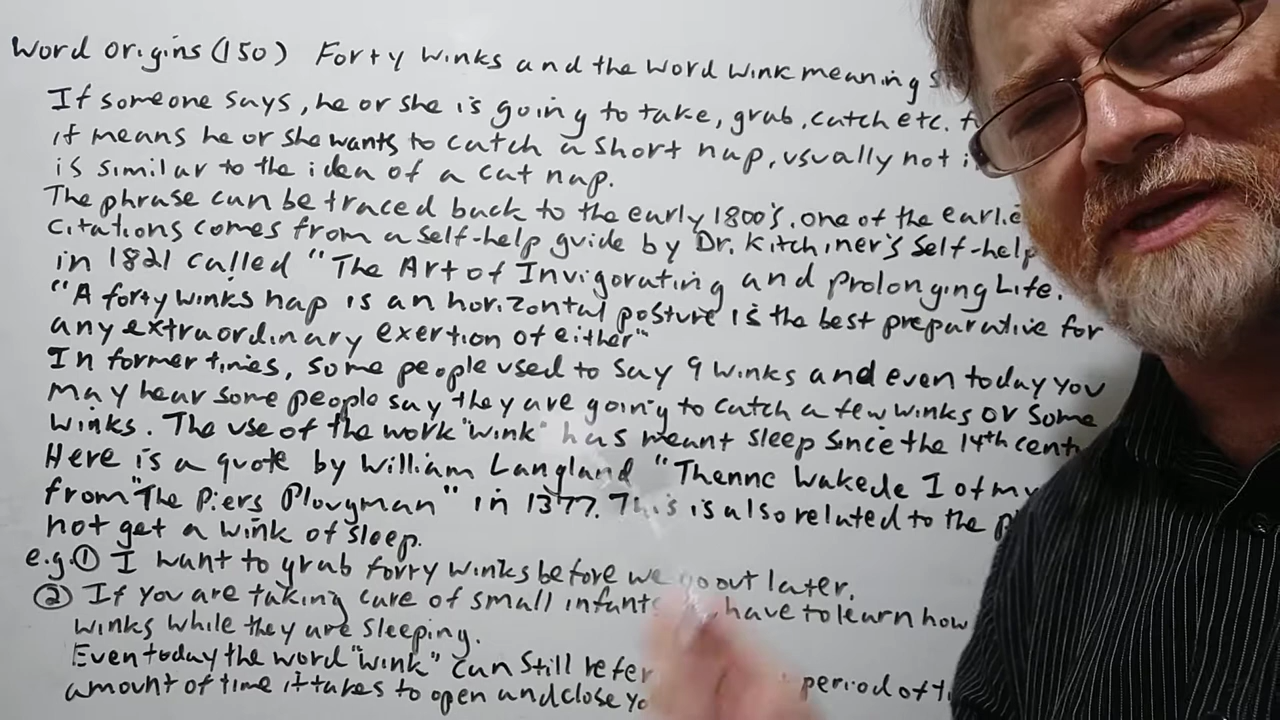 Word Origins (150) Forty Winks and the word wink meaning
If someone says, he or she is going to take, grab, catch etc.
it means he or she wants to catch a short nap, usually not
is similar to the idea of a cat nap.
The phrase can be traced back to the early 1800's. One of the
citations comes from a self-help guide by Dr. Kitchiner's Self-help
in 1821 called "The Art of Invigorating and Prolonging Life.
"A forty winks nap is an horizontal posture is the best preparative for
any extraordinary exertion of either"
In former times, some people used to say 9 winks and even today you
may hear some people say they are going to catch a few winks or some
winks. The use of the work "wink" has meant sleep since the 14th
Here is a quote by William Langland "Thenne Wakede I of my
from "The Piers Plowman" in 1377. This is also related to the
not get a wink of sleep.
e.g. ① I want to grab forty winks before we go out later.
② If you are taking care of small infants have to learn how
winks while they are sleeping.
Even today the word "wink" can still refer period of
amount of time it takes to open and close